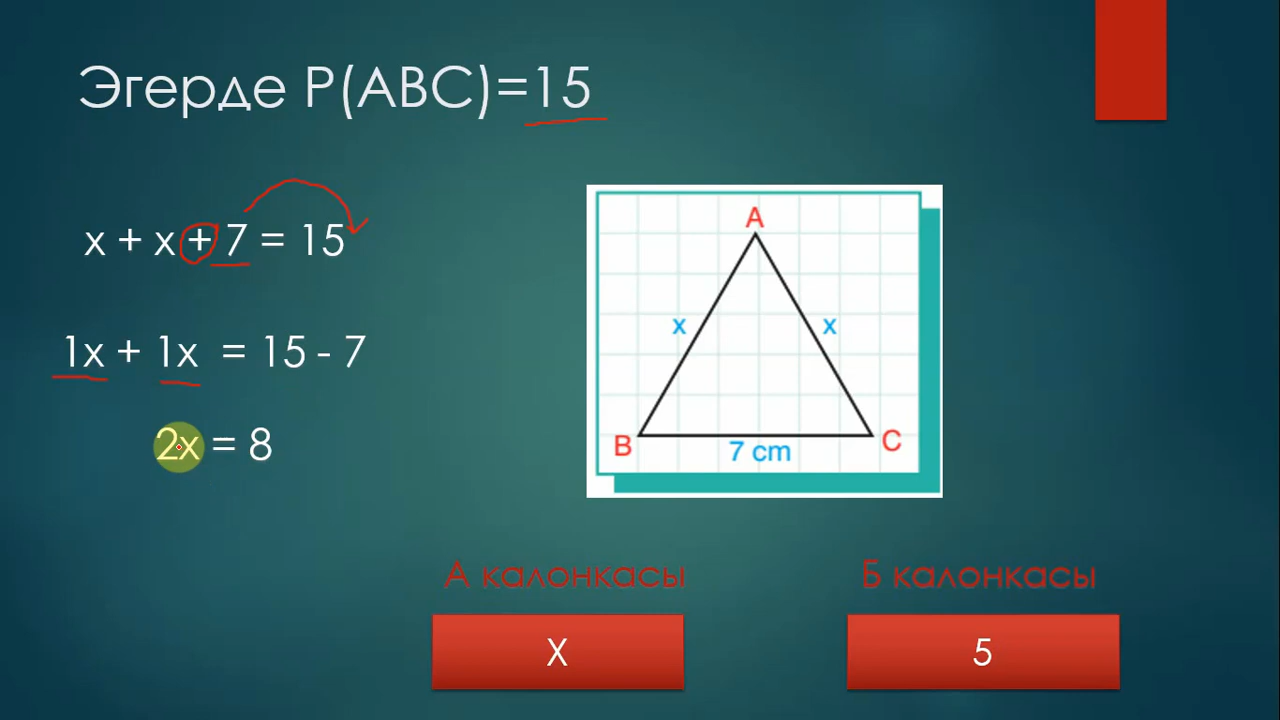 Эгерде P(ABC)=15
x + x + 7 = 15
1x + 1x = 15 - 7
2x = 8
A
x x
B C
7 cm
А калонкасы Б калонкасы
X 5